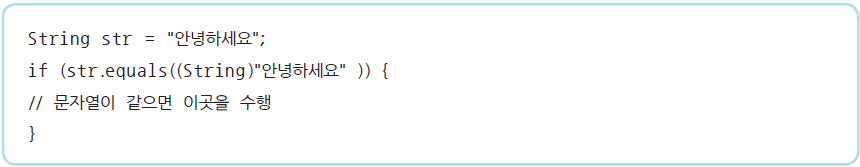 String str = "안녕하세요";
if (str.equals((String)"안녕하세요" )) {
// 문자열이 같으면 이곳을 수행
}